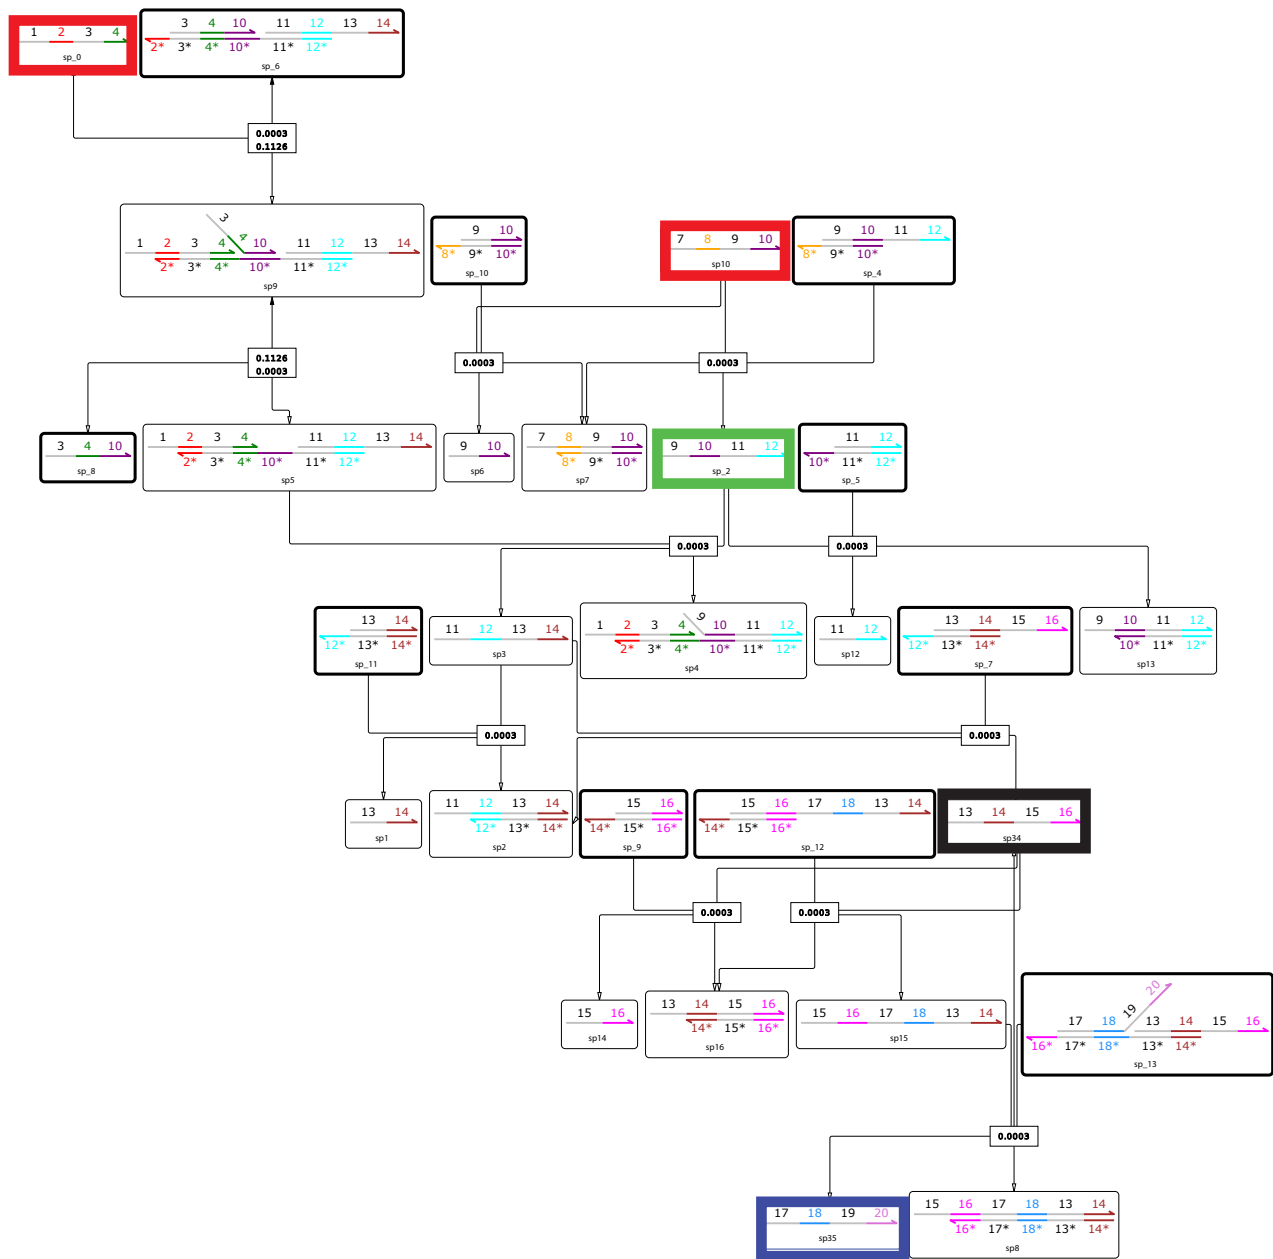 1 2 3 4
sp_0
3 4 10 11 12 13 14
2* 3* 4* 10* 11* 12*
sp_6
0.0003
0.1126
3
1 2 3 4 4 10 11 12 13 14
2* 3* 4* 10* 11* 12*
sp9
9 10
8* 9* 10*
sp_10
7 8 9 10
sp10
9 10 11 12
8* 9* 10*
sp_4
0.1126
0.0003
0.0003
0.0003
3 4 10
sp_8
1 2 3 4 11 12 13 14
2* 3* 4* 10* 11* 12*
sp5
9 10
sp6
7 8 9 10
8* 9* 10*
sp7
9 10 11 12
sp_2
11 12
10* 11* 12*
sp_5
0.0003
0.0003
13 14
12* 13* 14*
sp_11
11 12 13 14
sp3
9
1 2 3 4 10 11 12
2* 3* 4* 10* 11* 12*
sp4
11 12
sp12
13 14 15 16
12* 13* 14*
sp_7
9 10 11 12
10* 11* 12*
sp13
0.0003
0.0003
13 14
sp1
11 12 13 14
12* 13* 14*
sp2
15 16
14* 15* 16*
sp_9
15 16 17 18 13 14
14* 15* 16*
sp_12
13 14 15 16
sp34
0.0003
0.0003
15 16
sp14
13 14 15 16
14* 15* 16*
sp16
15 16 17 18 13 14
sp15
19 20
17 18 13 14 15 16
16* 17* 18* 13* 14*
sp_13
0.0003
17 18 19 20
sp35
15 16 17 18 13 14
16* 17* 18* 13* 14*
sp8